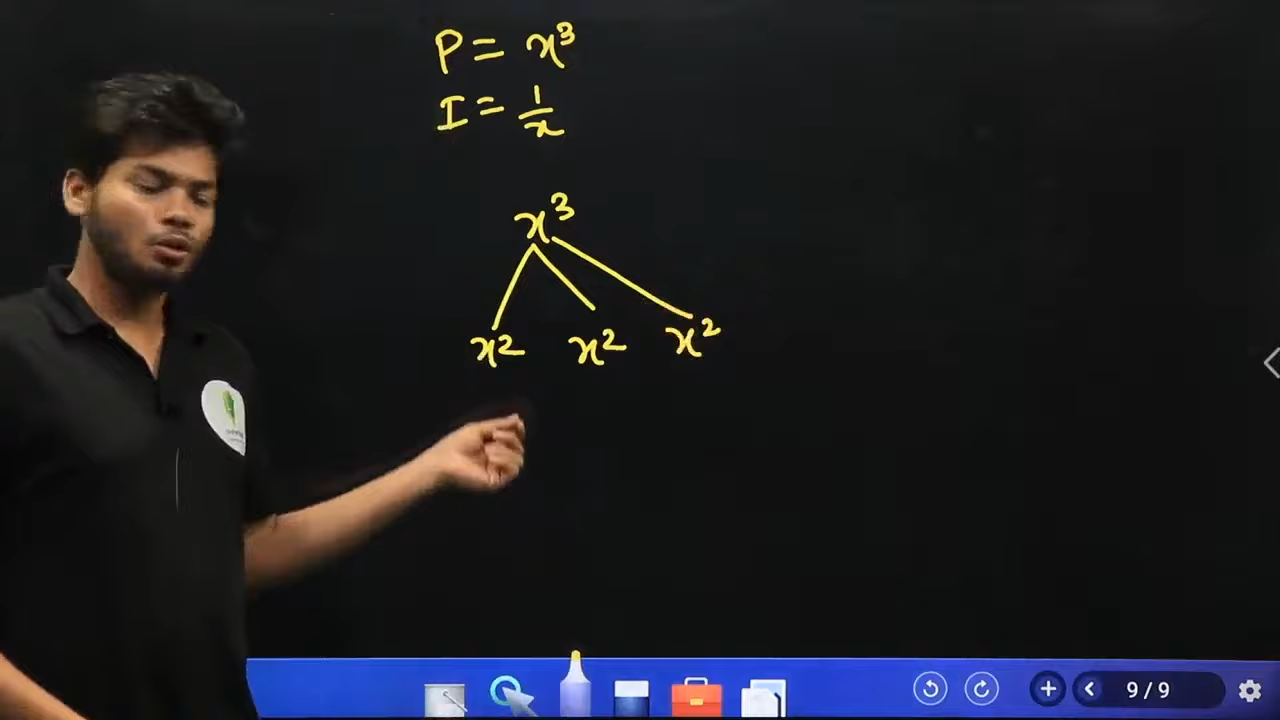 P = x³
I = 1/x
x³
x² x² x²
9/9